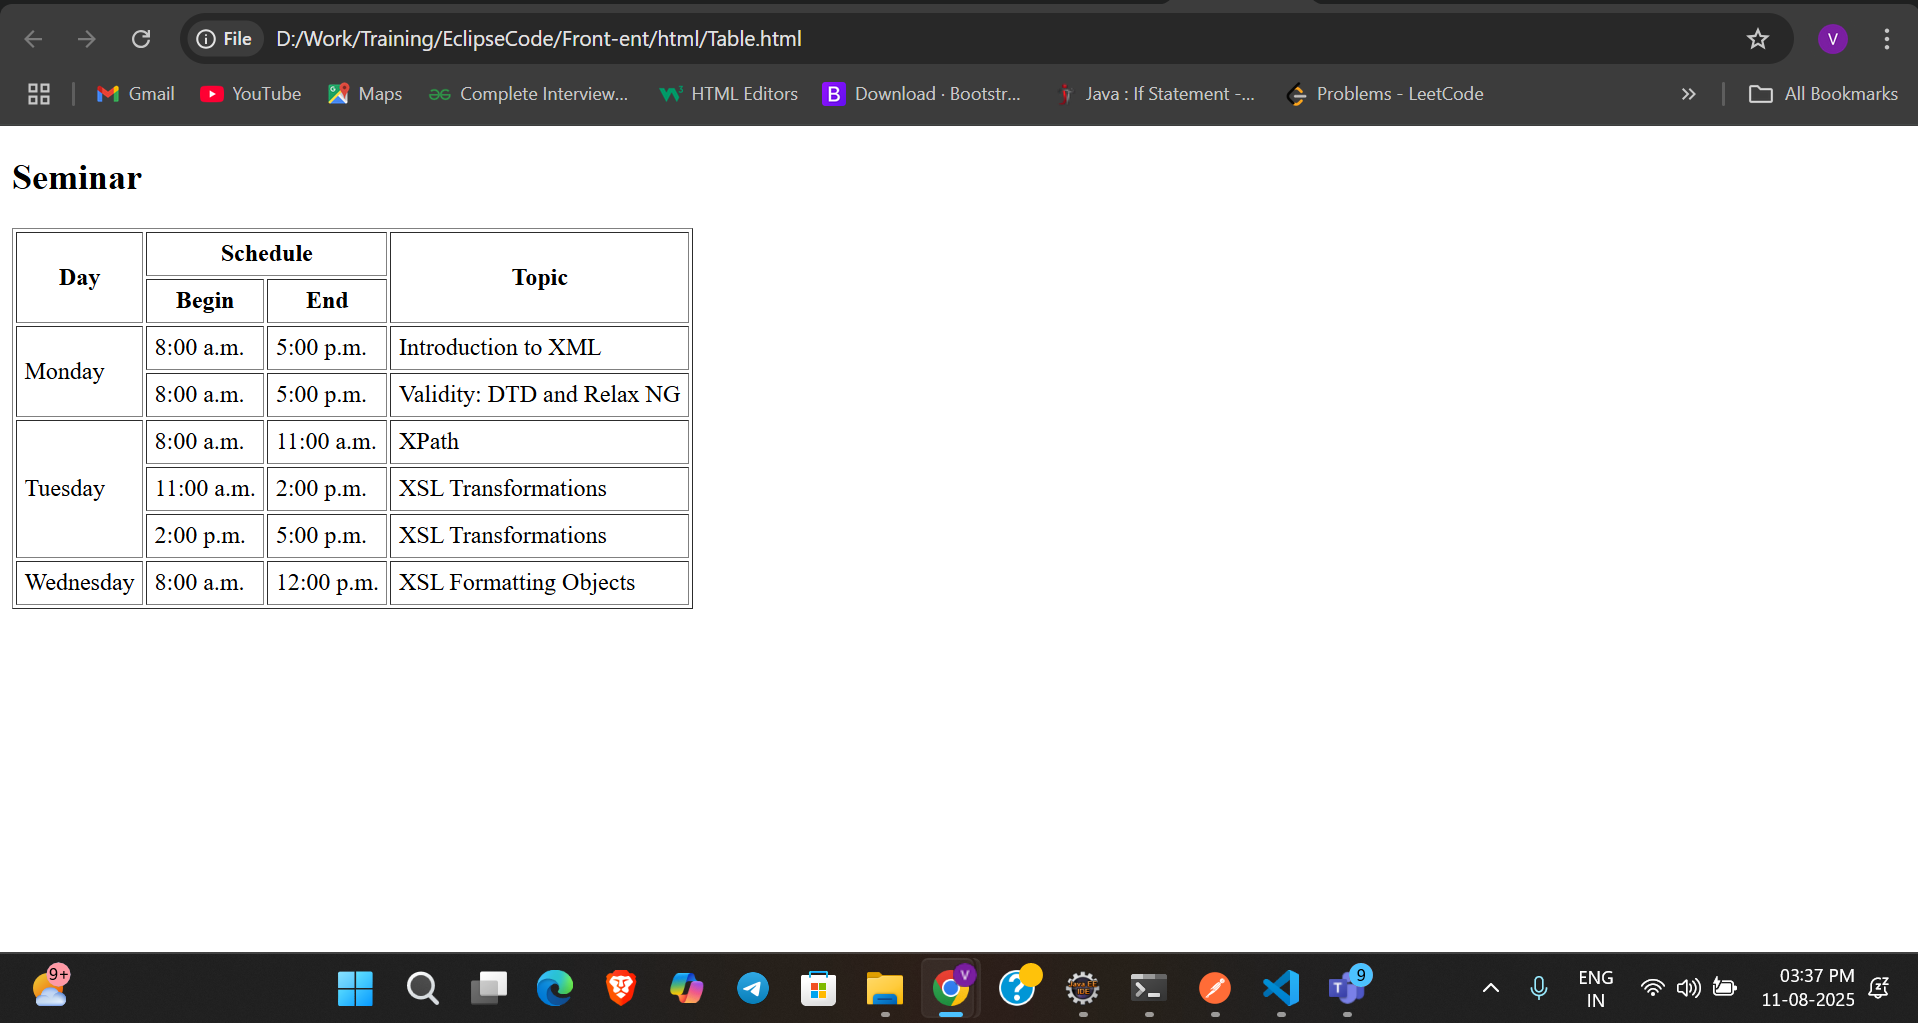 File D:/Work/Training/EclipseCode/Front-ent/html/Table.html V
Gmail YouTube Maps Complete Interview... HTML Editors B Download · Bootstr... Java : If Statement -... Problems - LeetCode » All Bookmarks
Seminar
Day Schedule Topic
Begin End
Monday 8:00 a.m. 5:00 p.m. Introduction to XML
8:00 a.m. 5:00 p.m. Validity: DTD and Relax NG
Tuesday 8:00 a.m. 11:00 a.m. XPath
11:00 a.m. 2:00 p.m. XSL Transformations
2:00 p.m. 5:00 p.m. XSL Transformations
Wednesday 8:00 a.m. 12:00 p.m. XSL Formatting Objects
9+ V Java EE IDE T 9 ENG 03:37 PM
IN 11-08-2025